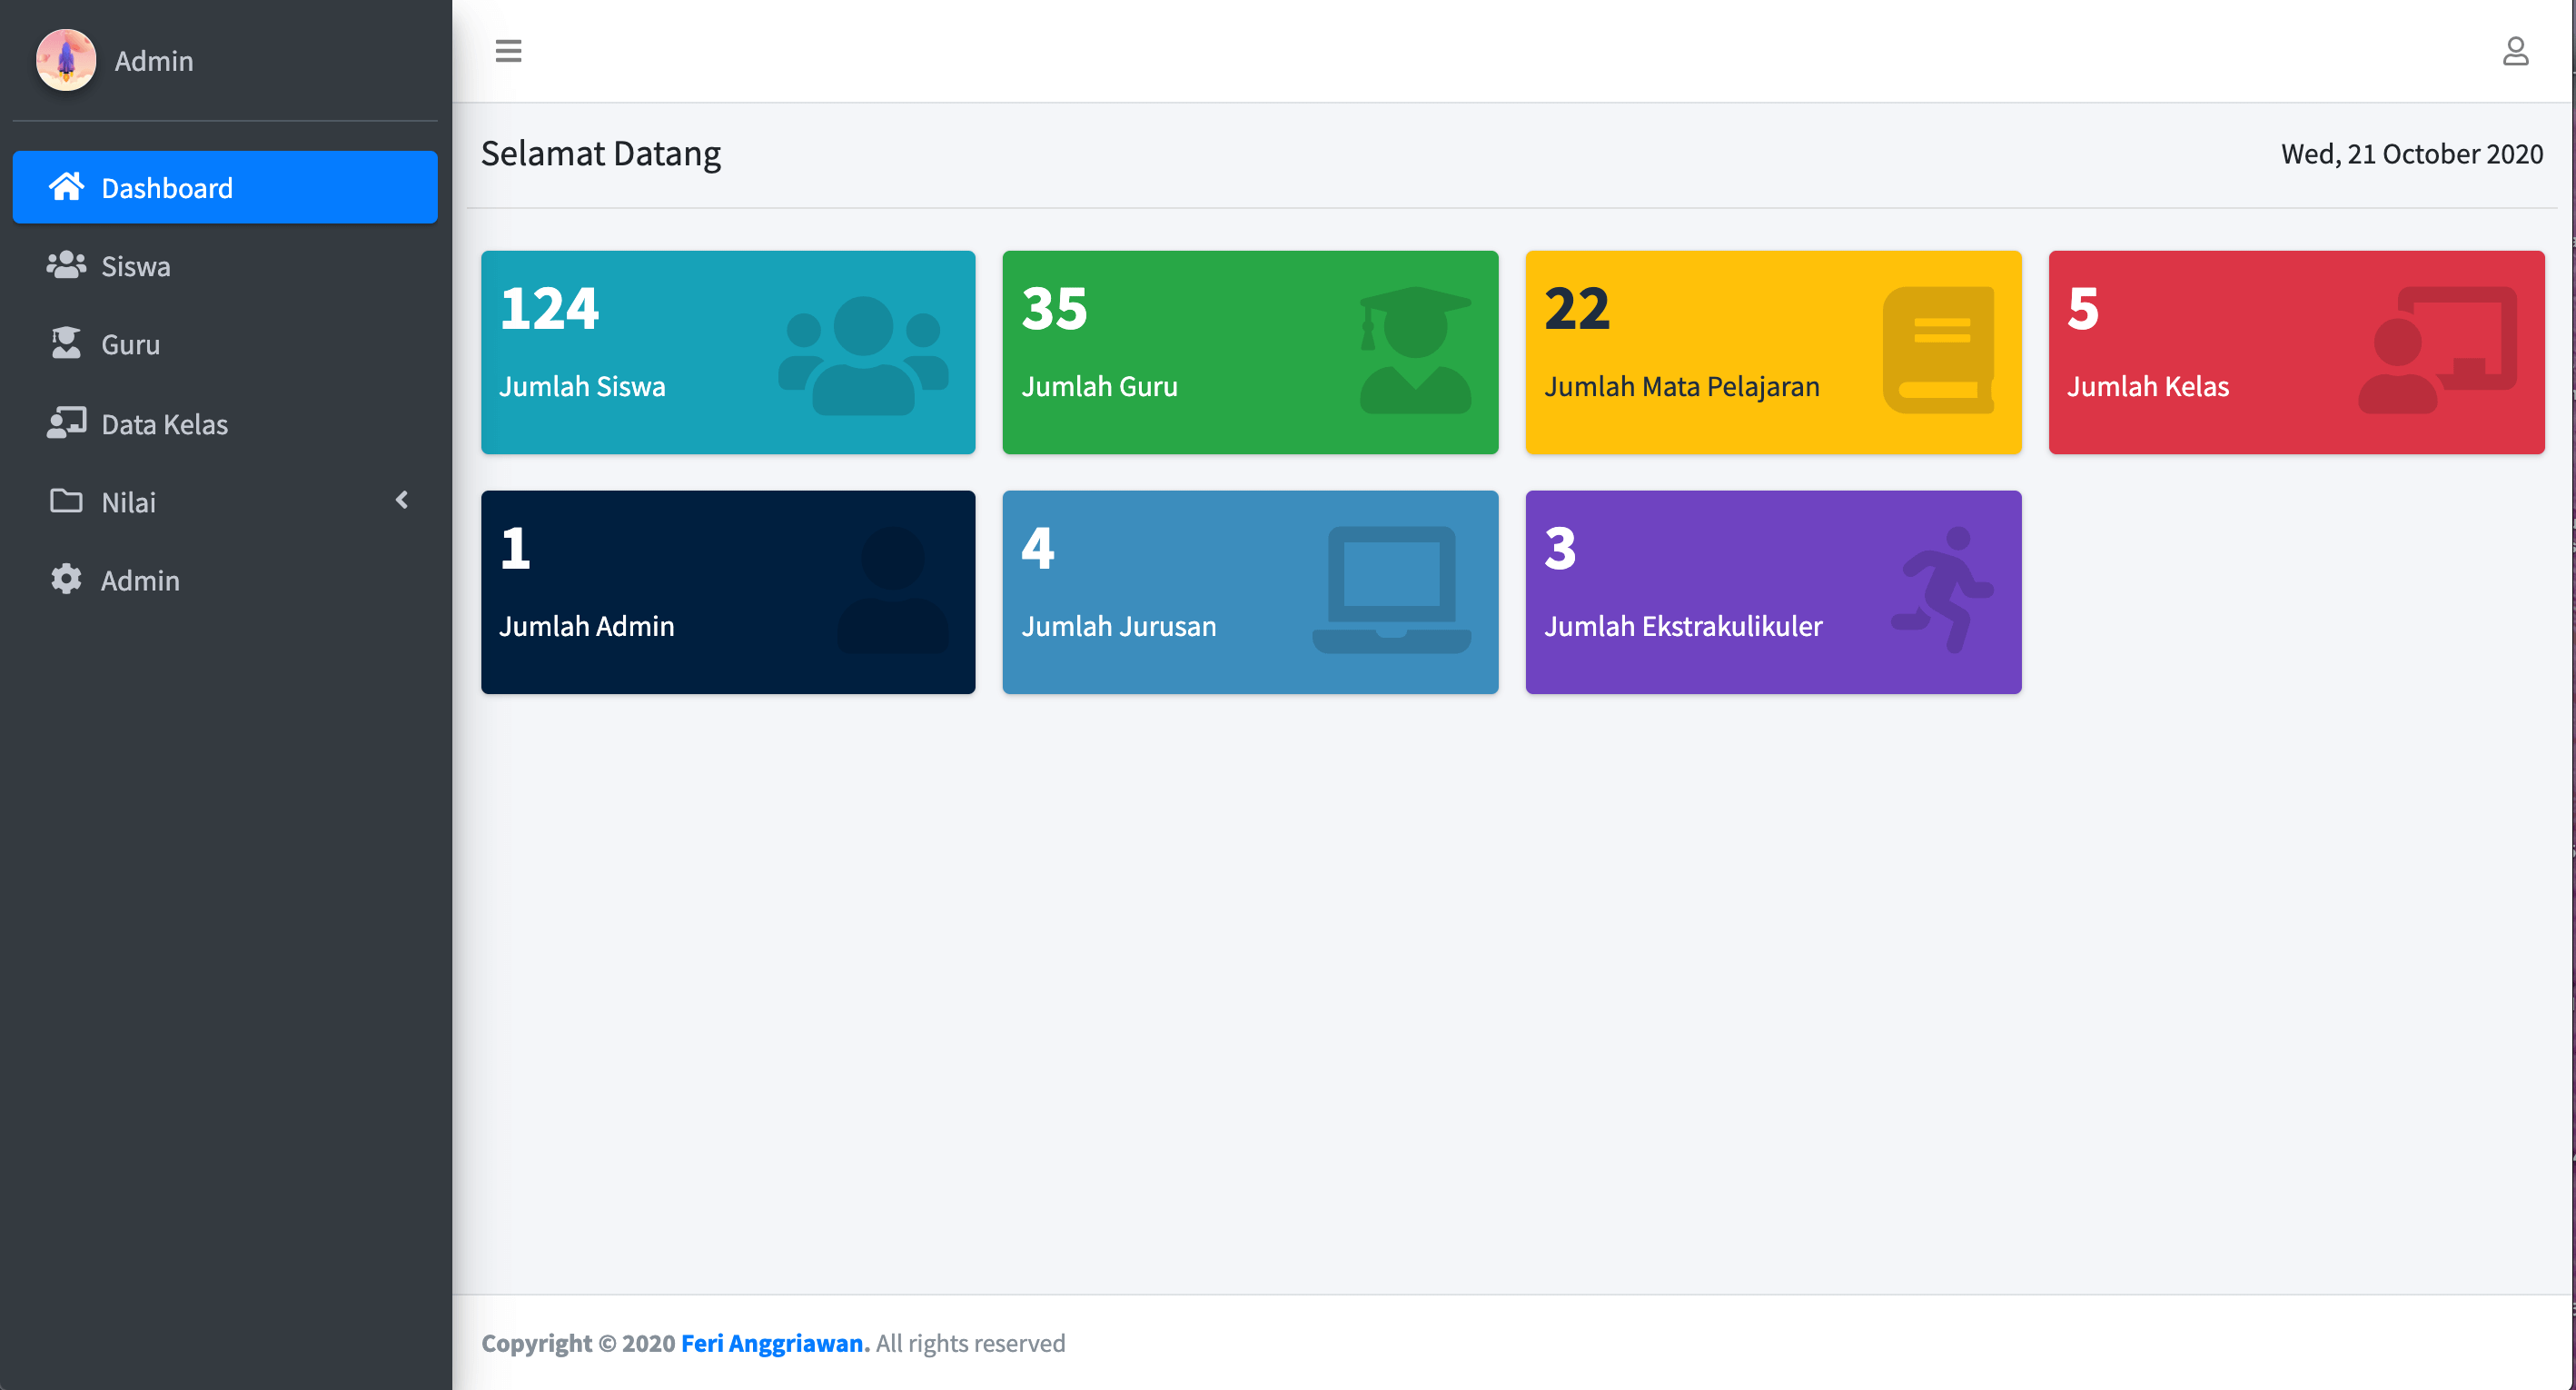 Admin
Dashboard
Siswa
Guru
Data Kelas
Nilai
Admin
Selamat Datang
Wed, 21 October 2020
124
Jumlah Siswa
35
Jumlah Guru
22
Jumlah Mata Pelajaran
5
Jumlah Kelas
1
Jumlah Admin
4
Jumlah Jurusan
3
Jumlah Ekstrakulikuler
Copyright © 2020 Feri Anggriawan. All rights reserved